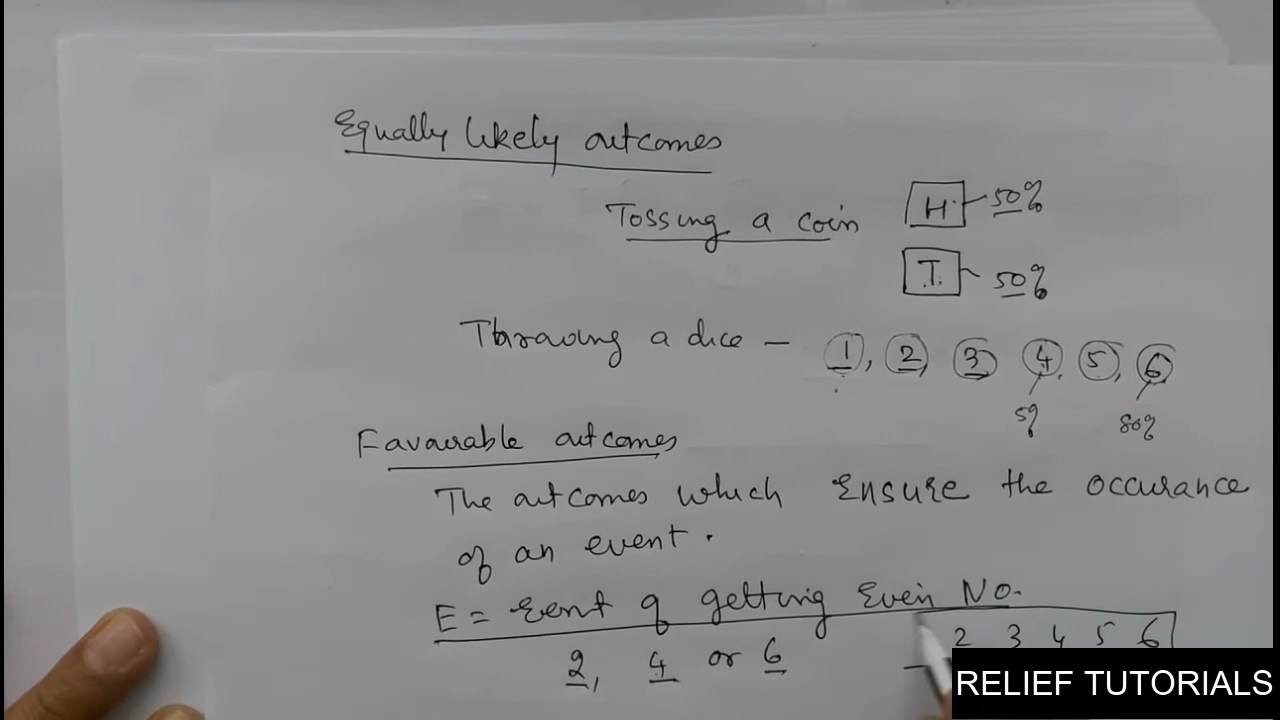 Equally likely outcomes
Tossing a coin H - 50%
T. - 50%
Throwing a dice - 1, 2, 3 4, 5, 6
5% 80%
Favourable outcomes
The outcomes which Ensure the occurance
of an event.
E = Event of getting Even No.
2, 4 or 6 2 3 4 5 6
RELIEF TUTORIALS